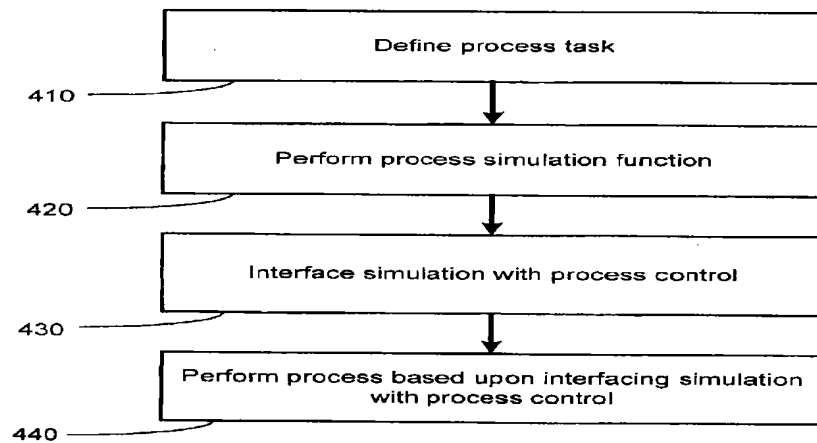 Define process task
410
Perform process simulation function
420
Interface simulation with process control
430
Perform process based upon interfacing simulation
with process control
440